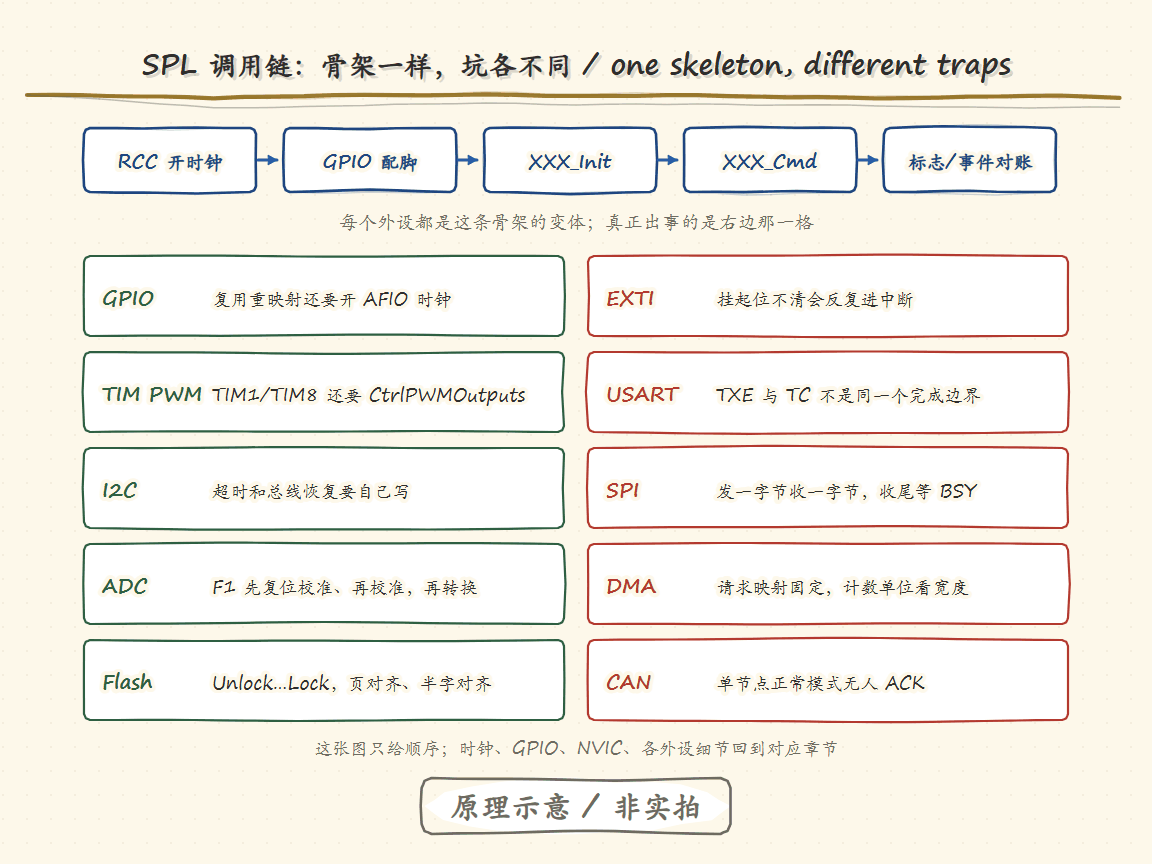 SPL 调用链：骨架一样，坑各不同 / one skeleton, different traps
RCC 开时钟
GPIO 配脚
XXX_Init
XXX_Cmd
标志/事件对账
每个外设都是这条骨架的变体；真正出事的是右边那一格
GPIO 复用重映射还要开 AFIO 时钟
EXTI 挂起位不清会反复进中断
TIM PWM TIM1/TIM8 还要 CtrlPWMOutputs
USART TXE 与 TC 不是同一个完成边界
I2C 超时和总线恢复要自己写
SPI 发一字节收一字节，收尾等 BSY
ADC F1 先复位校准、再校准，再转换
DMA 请求映射固定，计数单位看宽度
Flash Unlock...Lock，页对齐、半字对齐
CAN 单节点正常模式无人 ACK
这张图只给顺序；时钟、GPIO、NVIC、各外设细节回到对应章节
原理示意 / 非实拍